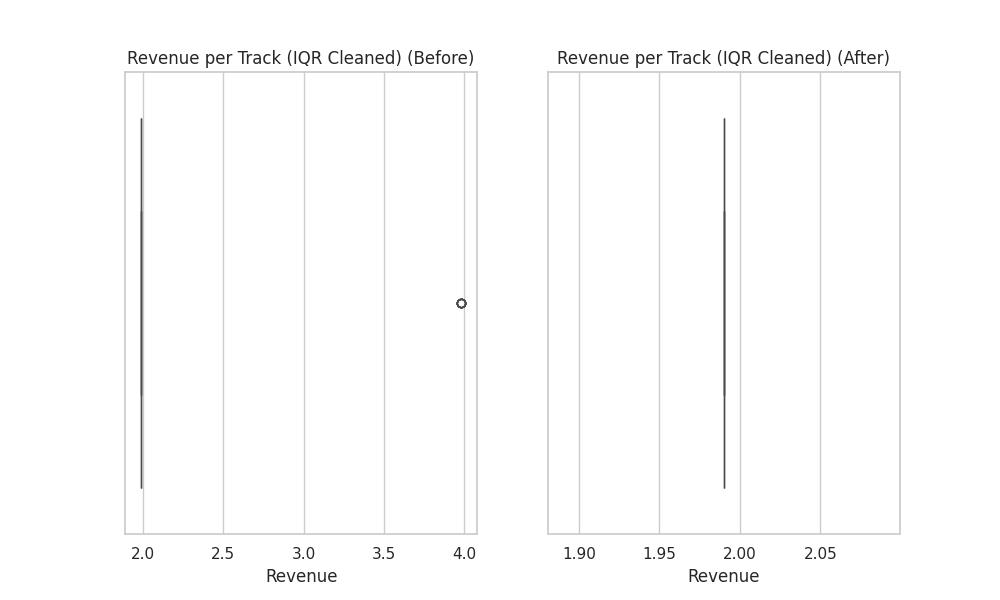 Revenue per Track (IQR Cleaned) (Before)
2.0 2.5 3.0 3.5 4.0
Revenue
Revenue per Track (IQR Cleaned) (After)
1.90 1.95 2.00 2.05
Revenue